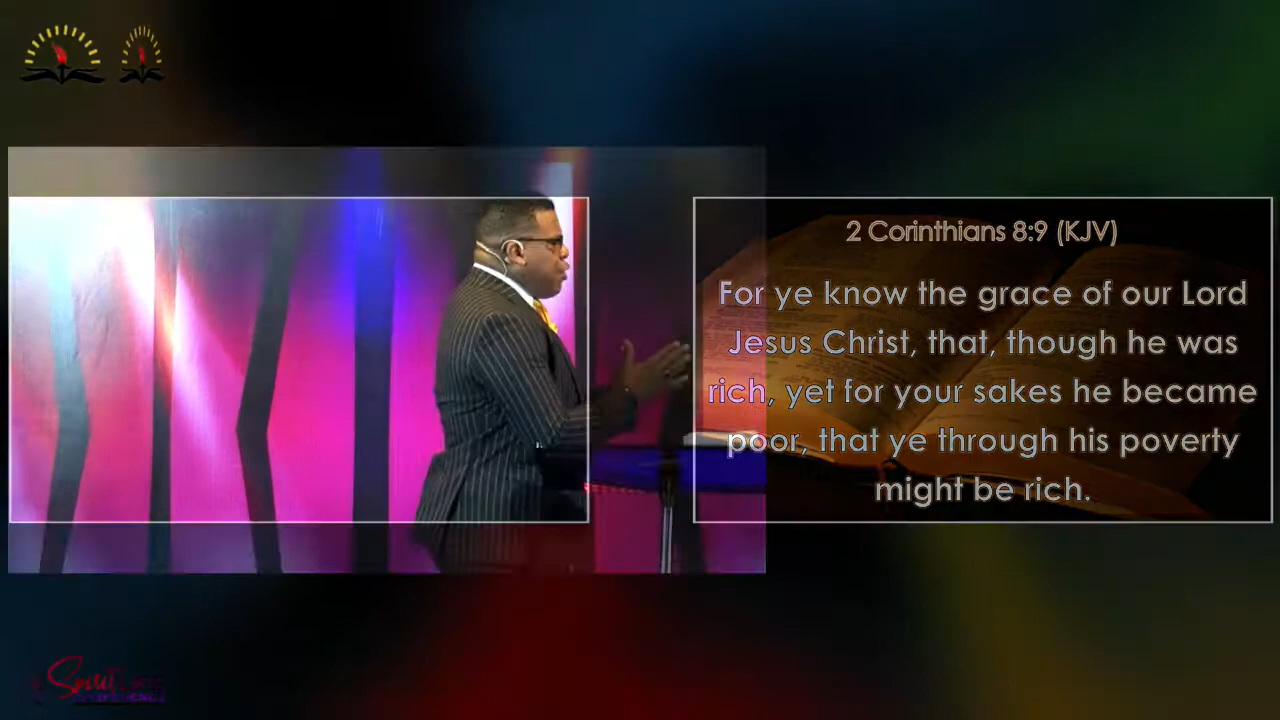 2 Corinthians 8:9 (KJV)
For ye know the grace of our Lord
Jesus Christ, that, though he was
rich, yet for your sakes he became
poor, that ye through his poverty
might be rich.
Spirit